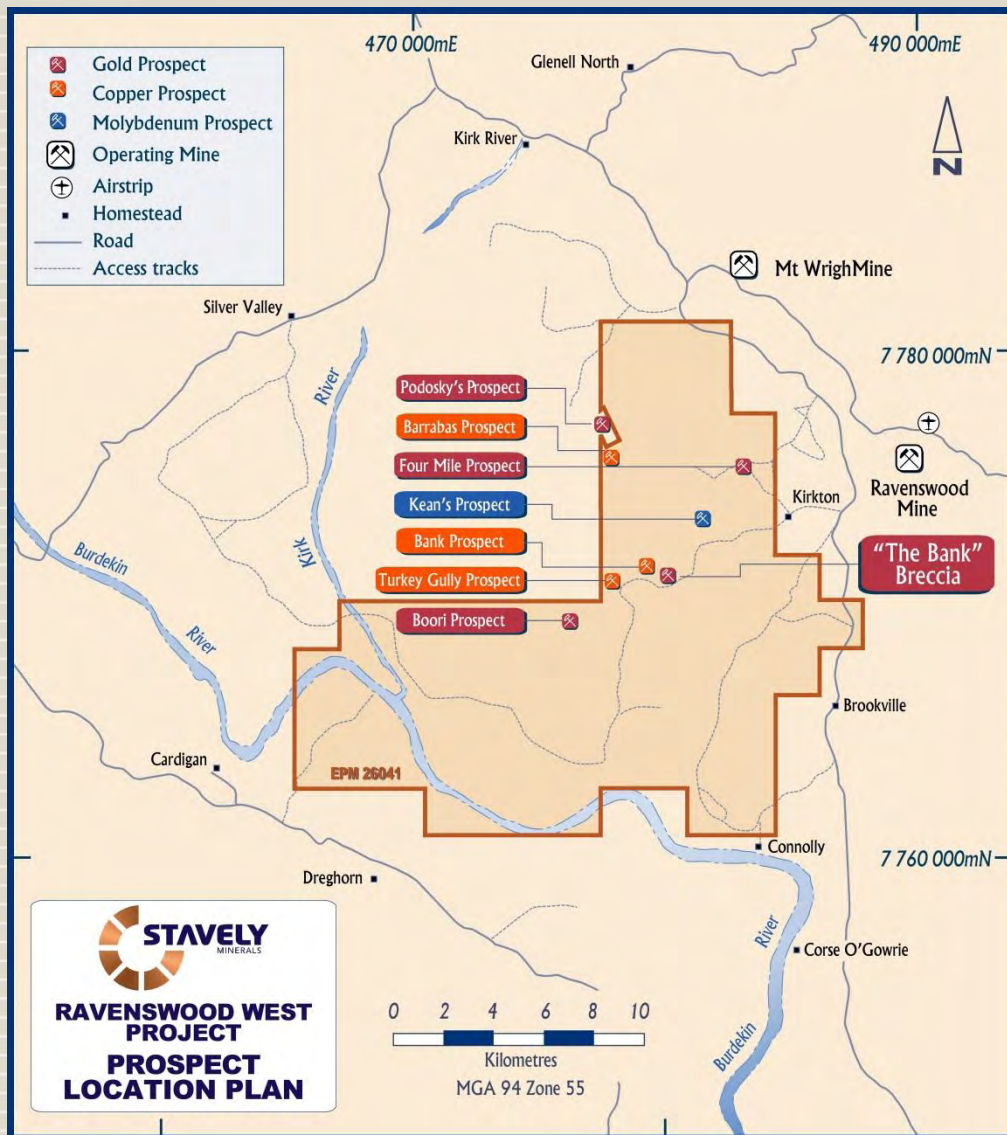 470 000mE
490 000mE
Gold Prospect
Copper Prospect
Molybdenum Prospect
Operating Mine
Airstrip
Homestead
Road
Access tracks
Glenell North
Kirk River
N
Mt WrighMine
Silver Valley
7 780 000mN
River
Kirk
Podosky's Prospect
Barrabas Prospect
Four Mile Prospect
Kean's Prospect
Bank Prospect
Turkey Gully Prospect
Boori Prospect
Kirkton
Ravenswood
Mine
"The Bank"
Breccia
Burdekin
River
Brookville
Cardigan
EPM 26041
Connolly
7 760 000mN
Dreghorn
River
Corse O'Gowrie
Burdekin
STAVELY
MINERALS
RAVENSWOOD WEST
PROJECT
PROSPECT
LOCATION PLAN
0 2 4 6 8 10
Kilometres
MGA 94 Zone 55